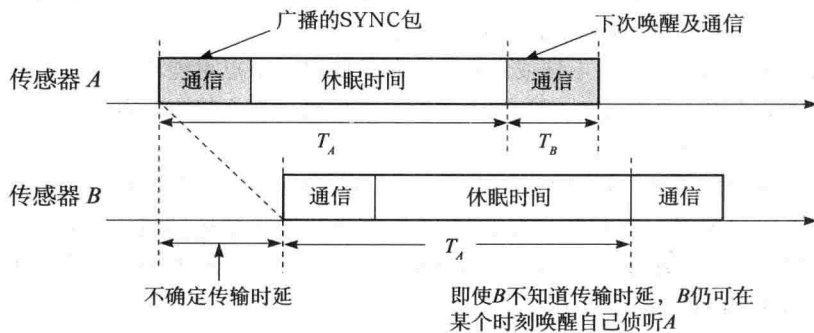 广播的SYNC包
下次唤醒及通信
传感器 A
通信
休眠时间
通信
T_A
T_B
传感器 B
通信
休眠时间
通信
T_A
不确定传输时延
即使B不知道传输时延，B仍可在
某个时刻唤醒自己侦听A